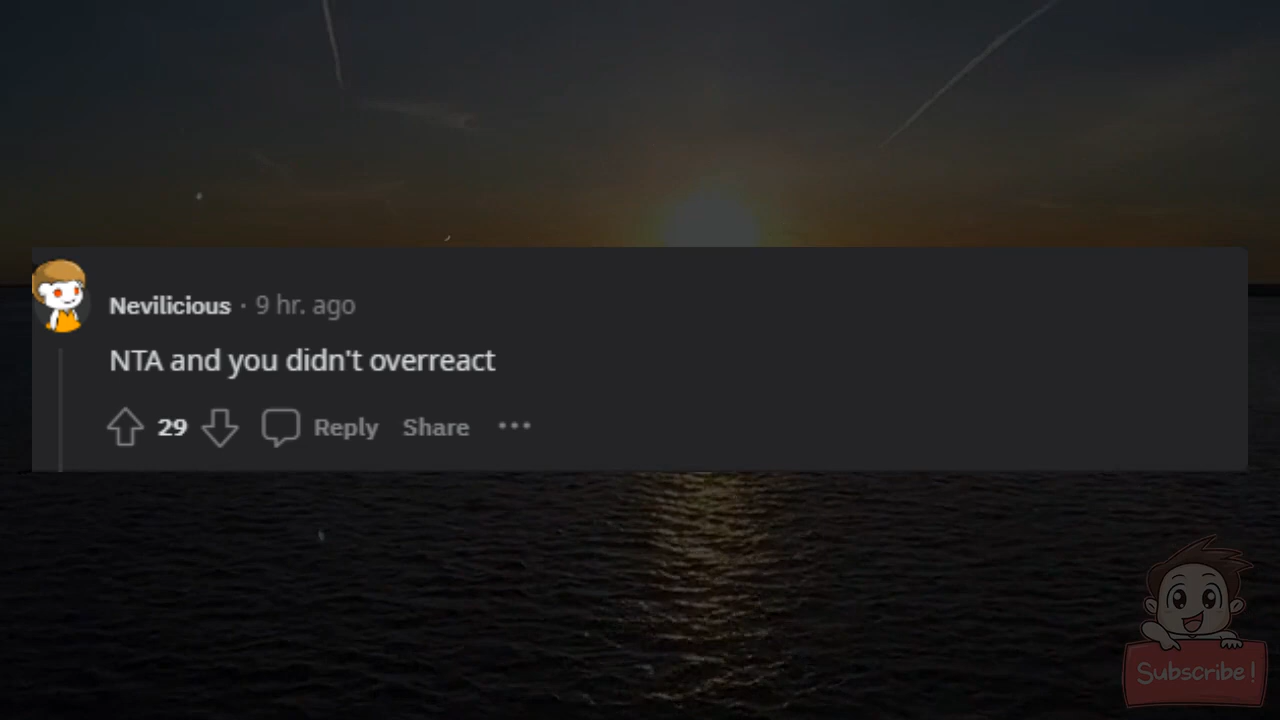 Nevilicious · 9 hr. ago
NTA and you didn't overreact
29 Reply Share ···
Subscribe!